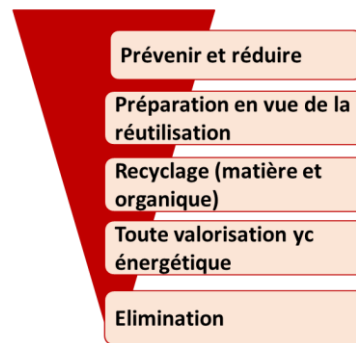 Prévenir et réduire
Préparation en vue de la
réutilisation
Recyclage (matière et
organique)
Toute valorisation yc
énergétique
Elimination